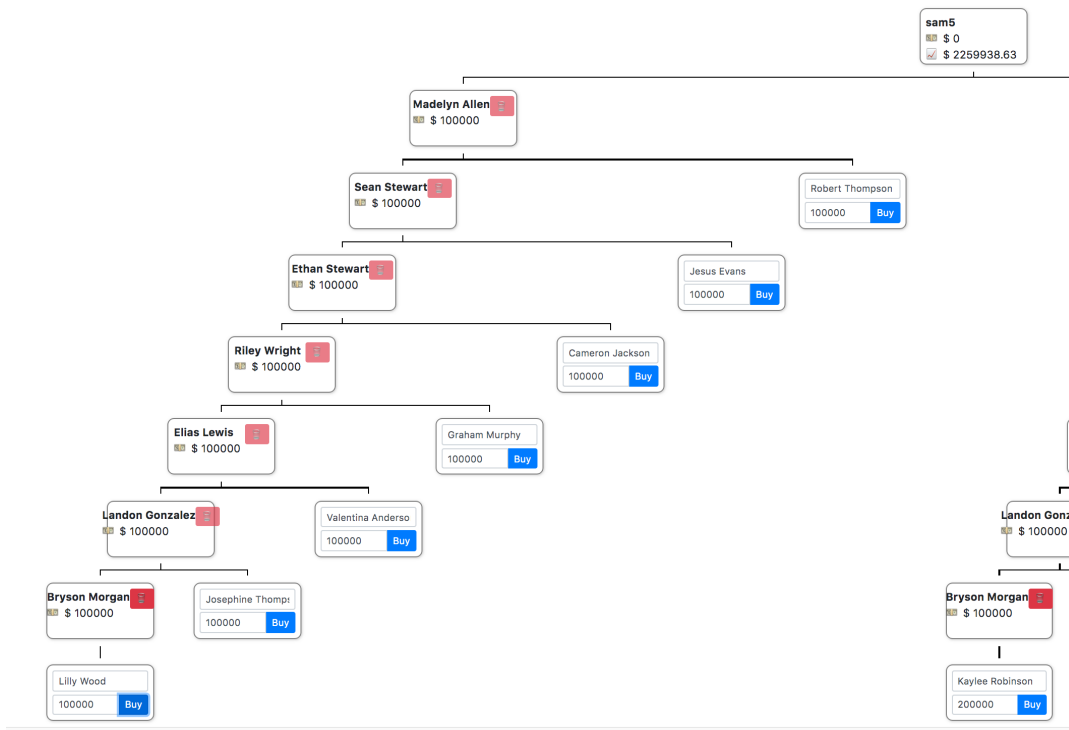 sam5
$ 0
$ 2259938.63
Madelyn Allen
$ 100000
Sean Stewart
$ 100000
Robert Thompson
100000 Buy
Ethan Stewart
$ 100000
Jesus Evans
100000 Buy
Riley Wright
$ 100000
Cameron Jackson
100000 Buy
Elias Lewis
$ 100000
Graham Murphy
100000 Buy
Landon Gonzalez
$ 100000
Valentina Anderso
100000 Buy
Landon Gonz
$ 100000
Bryson Morgan
$ 100000
Josephine Thomp
100000 Buy
Bryson Morgan
$ 100000
Lilly Wood
100000 Buy
Kaylee Robinson
200000 Buy